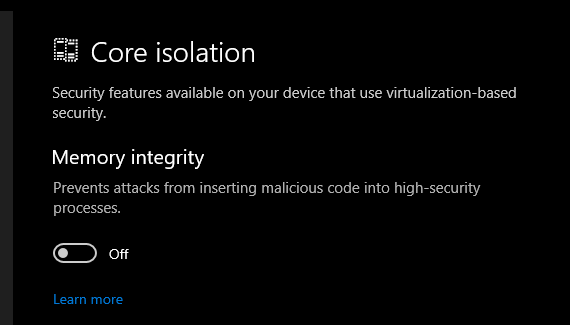 Core isolation
Security features available on your device that use virtualization-based
security.
Memory integrity
Prevents attacks from inserting malicious code into high-security
processes.
Off
Learn more